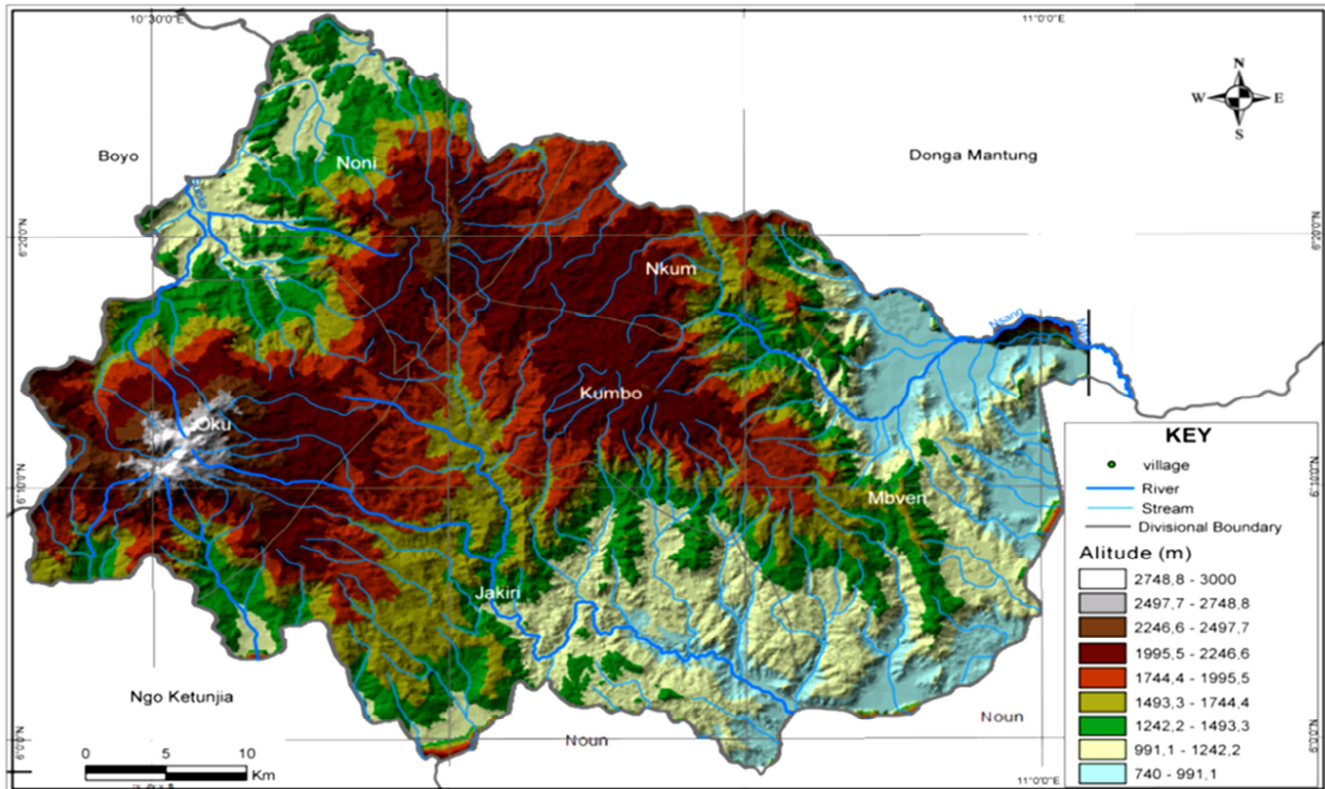 10°30'0"E
11°0'0"E
N
W
E
S
Boyo
Noni
Donga Mantung
6°20'0"N
6°20'0"N
Nkum
Nsang
Kumbo
Oku
KEY
village
River
Stream
Divisional Boundary
6°10'0"N
6°10'0"N
Mbven
Alitude (m)
2748,8 - 3000
2497,7 - 2748,8
2246,6 - 2497,7
1995,5 - 2246,6
1744,4 - 1995,5
1493,3 - 1744,4
1242,2 - 1493,3
991,1 - 1242,2
740 - 991,1
Jakiri
Ngo Ketunjia
Noun
Noun
6°0'0"N
6°0'0"N
0 5 10
Km
11°0'0"E